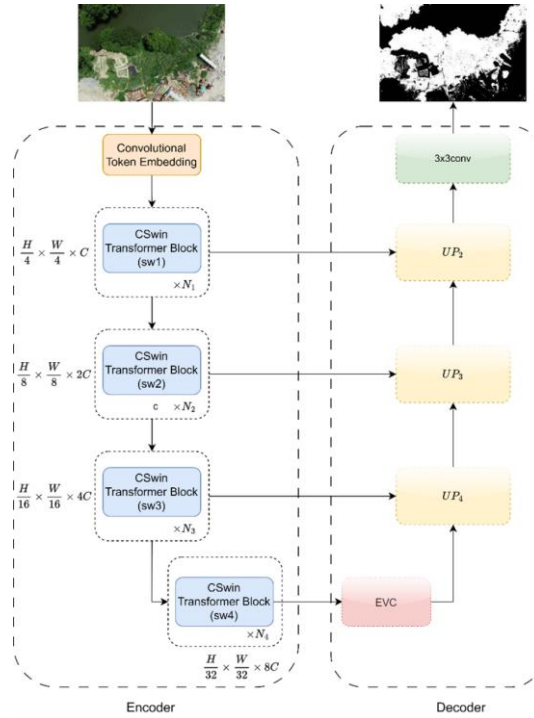 Convolutional
Token Embedding
3x3conv
H/4 × W/4 × C
CSwin
Transformer Block
(sw1)
×N₁
UP₂
H/8 × W/8 × 2C
CSwin
Transformer Block
(sw2)
c ×N₂
UP₃
H/16 × W/16 × 4C
CSwin
Transformer Block
(sw3)
×N₃
UP₄
CSwin
Transformer Block
(sw4)
×N₄
EVC
H/32 × W/32 × 8C
Encoder
Decoder